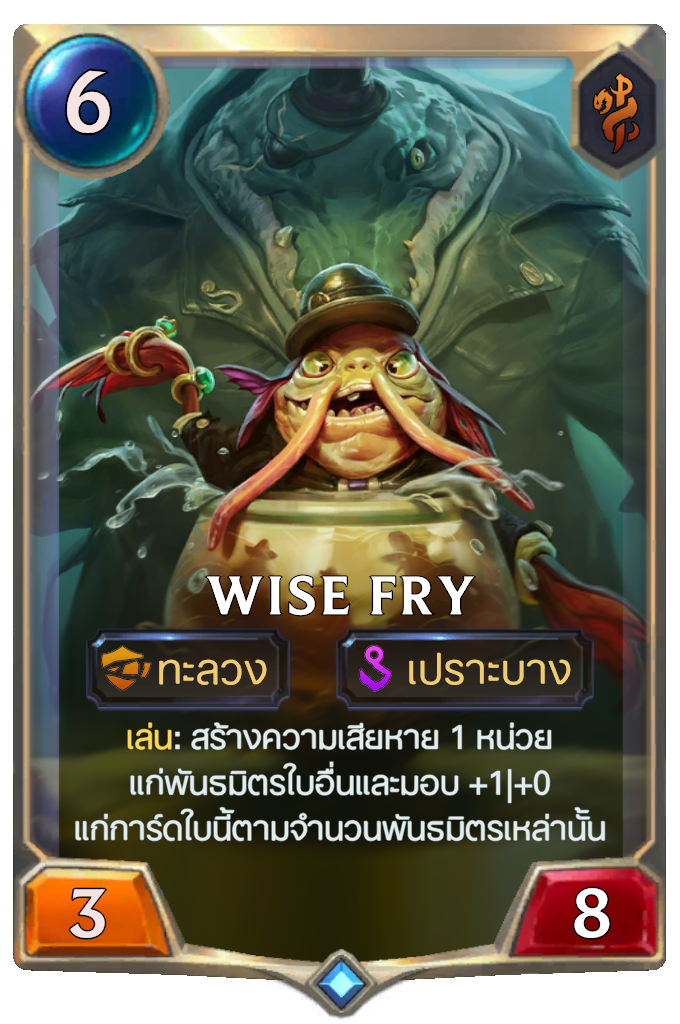 6
WISE FRY
ทะลวง เปราะบาง
เล่น: สร้างความเสียหาย 1 หน่วย
แก่พันธมิตรใบอื่นและมอบ +1|+0
แก่การ์ดใบนี้ตามจำนวนพันธมิตรเหล่านั้น
3 8